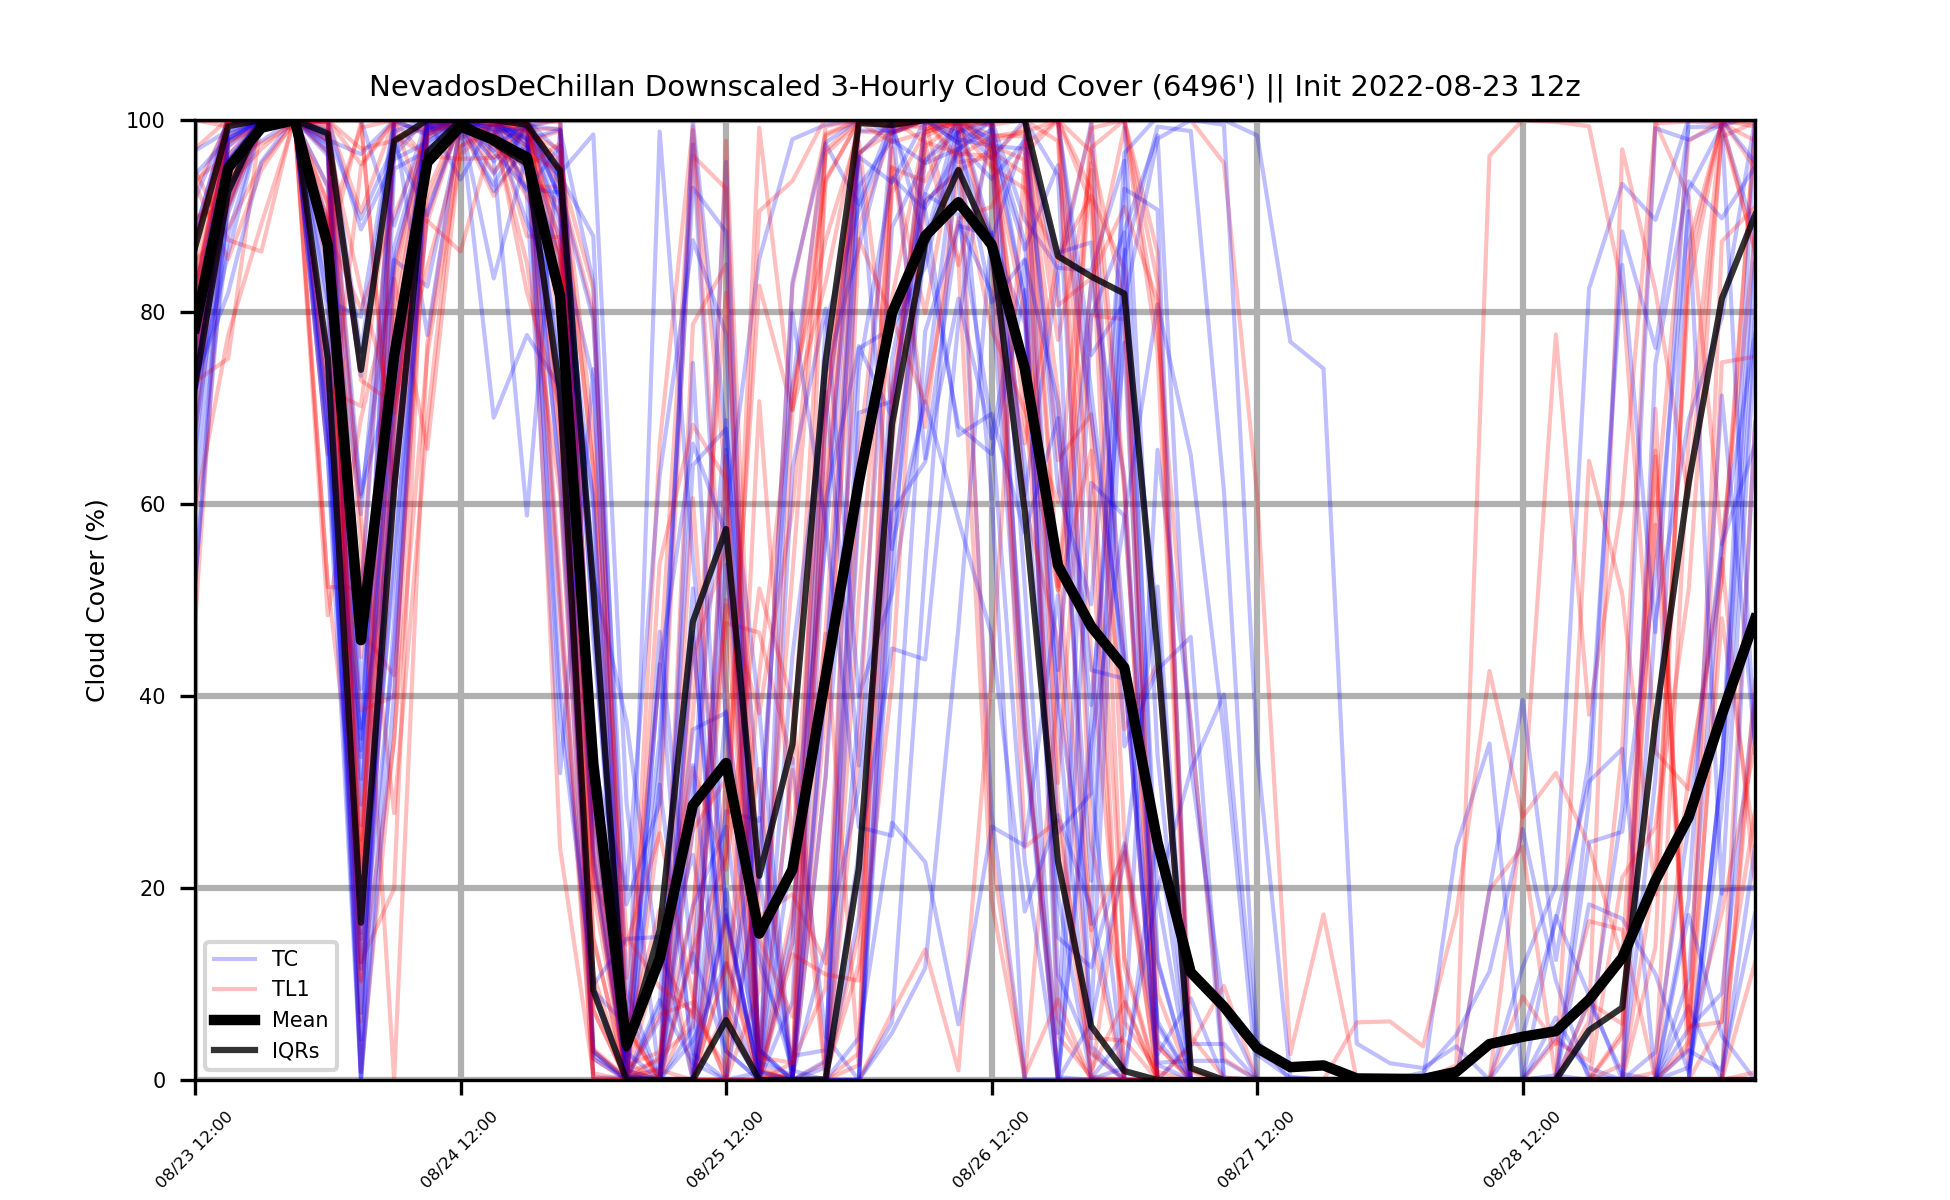 NevadosDeChillan Downscaled 3-Hourly Cloud Cover (6496') || Init 2022-08-23 12z
Cloud Cover (%)
100
80
60
40
20
0
TC
TL1
Mean
IQRs
08/23 12:00
08/24 12:00
08/25 12:00
08/26 12:00
08/27 12:00
08/28 12:00